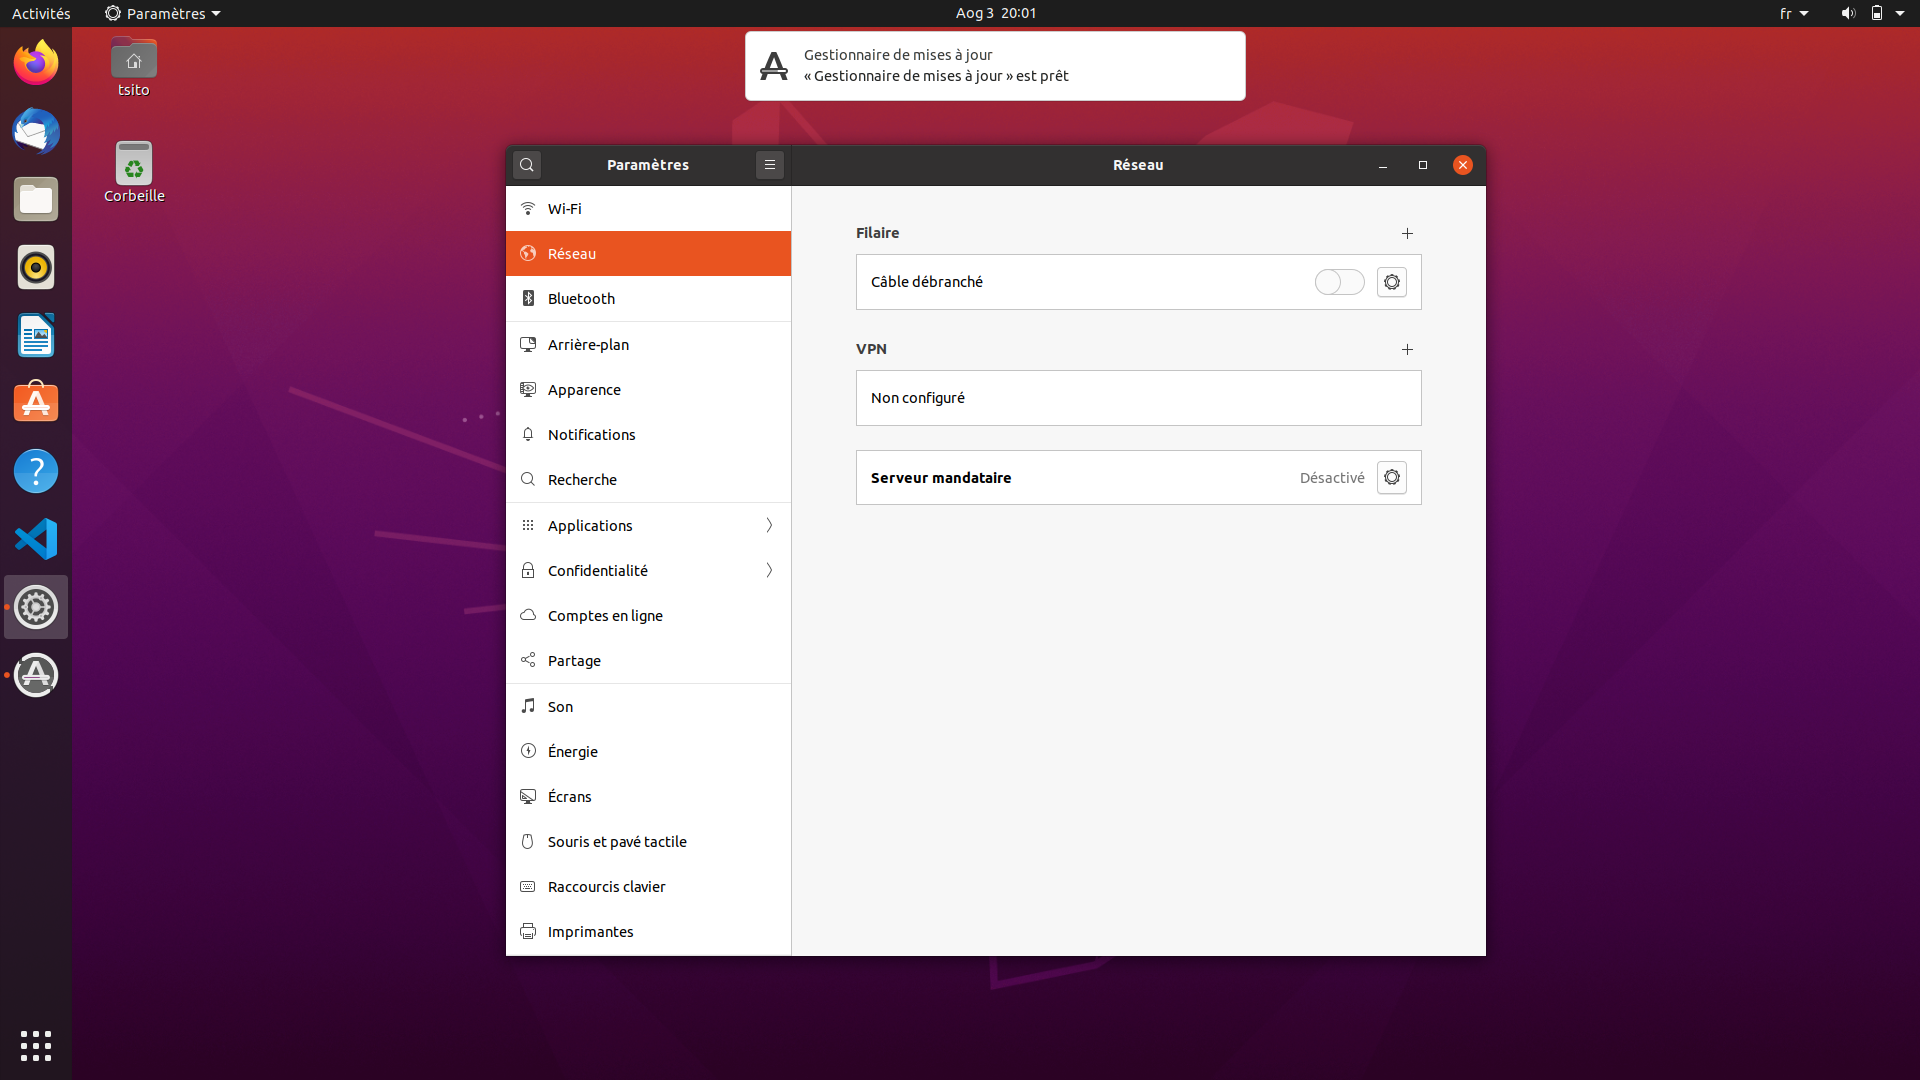 Activités
Paramètres
Aog 3 20:01
fr
tsito
Corbeille
Gestionnaire de mises à jour
« Gestionnaire de mises à jour » est prêt
Paramètres
Réseau
Wi-Fi
Réseau
Bluetooth
Arrière-plan
Apparence
Notifications
Recherche
Applications
Confidentialité
Comptes en ligne
Partage
Son
Énergie
Écrans
Souris et pavé tactile
Raccourcis clavier
Imprimantes
Filaire
Câble débranché
VPN
Non configuré
Serveur mandataire
Désactivé